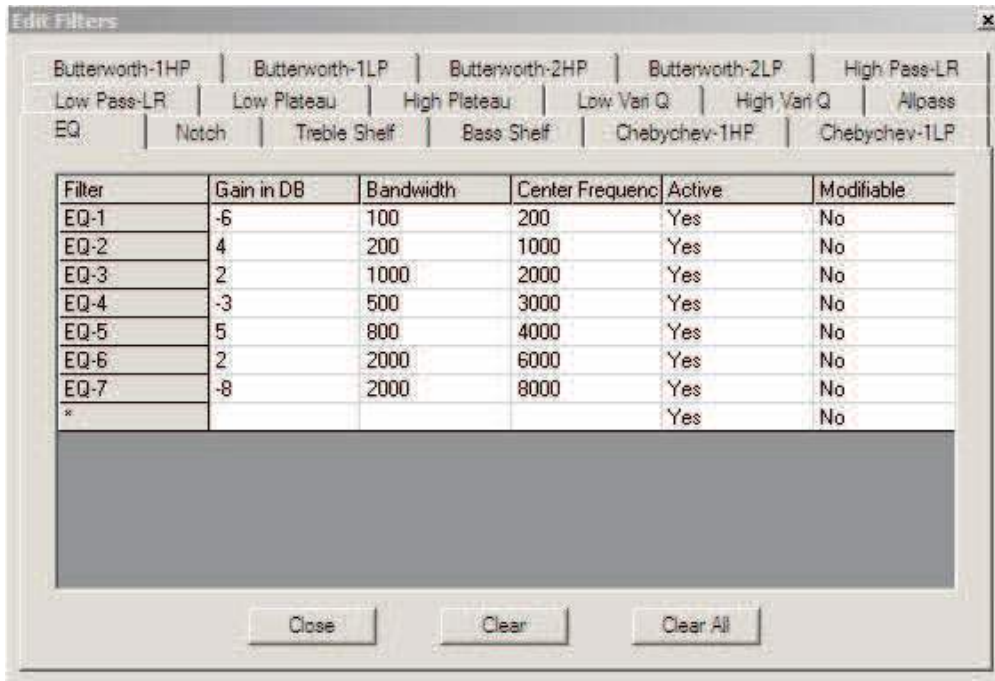 Edit Filters
Butterworth-1HP Butterworth-1LP Butterworth-2HP Butterworth-2LP High Pass-LR
Low Pass-LR Low Plateau High Plateau Low Vari Q High Vari Q Allpass
EQ Notch Treble Shelf Bass Shelf Chebychev-1HP Chebychev-1LP
Filter Gain in DB Bandwidth Center Frequenc Active Modifiable
EQ-1 -6 100 200 Yes No
EQ-2 4 200 1000 Yes No
EQ-3 2 1000 2000 Yes No
EQ-4 -3 500 3000 Yes No
EQ-5 5 800 4000 Yes No
EQ-6 2 2000 6000 Yes No
EQ-7 -8 2000 8000 Yes No
* Yes No
Close Clear Clear All